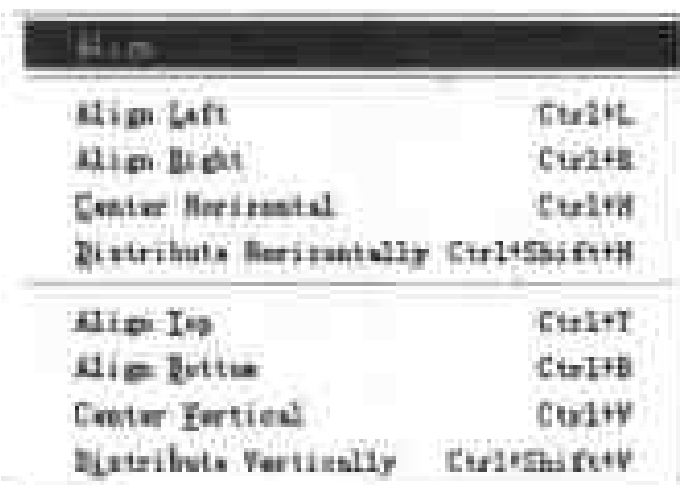 Align...
Align Left Ctrl+L
Align Right Ctrl+R
Center Horizontal Ctrl+H
Distribute Horizontally Ctrl+Shift+H
Align Top Ctrl+T
Align Bottom Ctrl+B
Center Vertical Ctrl+V
Distribute Vertically Ctrl+Shift+V